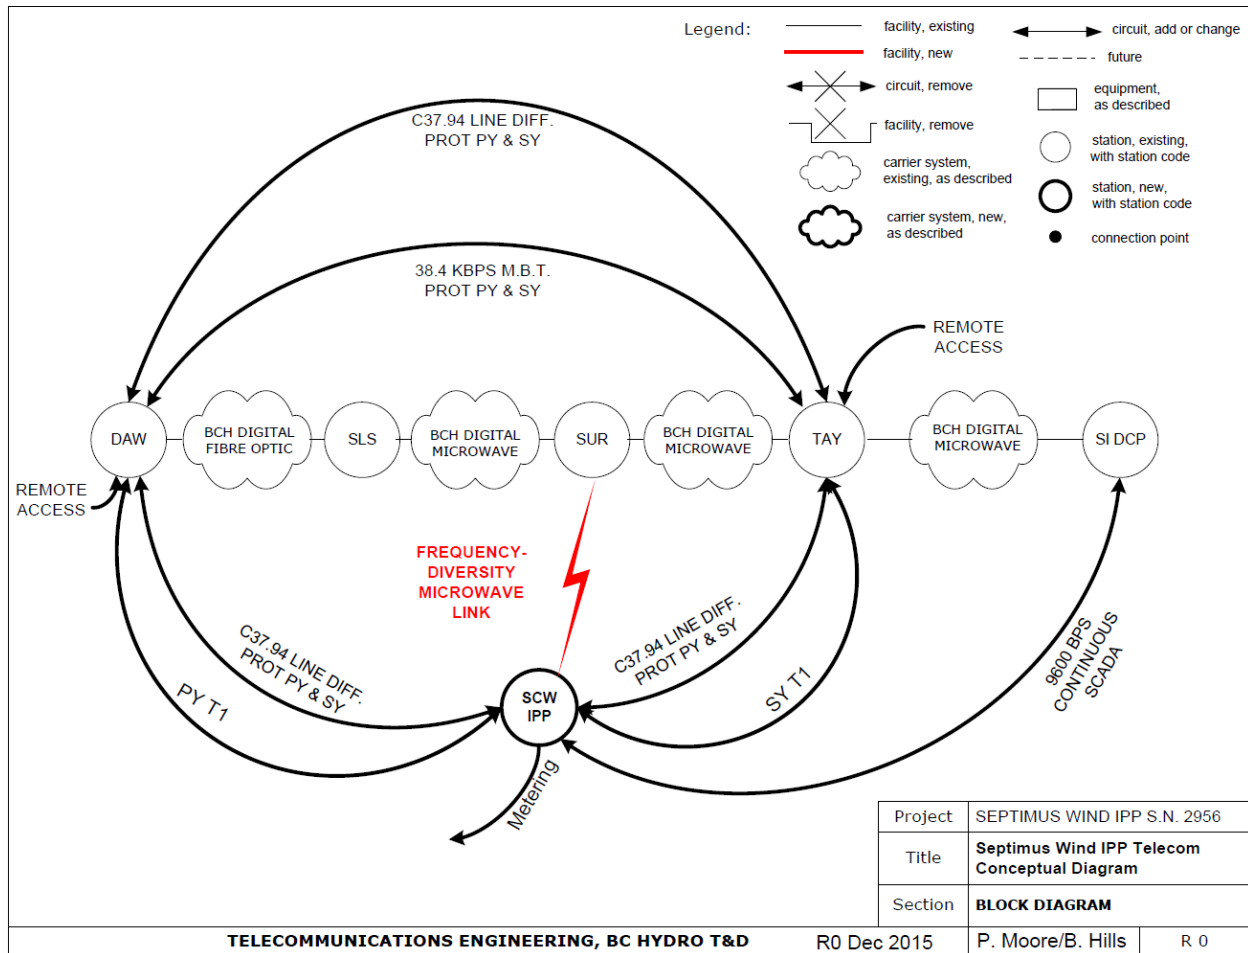 Legend:
facility, existing
facility, new
circuit, remove
facility, remove
carrier system,
existing, as described
carrier system, new,
as described
circuit, add or change
future
equipment,
as described
station, existing,
with station code
station, new,
with station code
connection point
C37.94 LINE DIFF.
PROT PY & SY
38.4 KBPS M.B.T.
PROT PY & SY
REMOTE
ACCESS
DAW
BCH DIGITAL
FIBRE OPTIC
SLS
BCH DIGITAL
MICROWAVE
SUR
BCH DIGITAL
MICROWAVE
TAY
BCH DIGITAL
MICROWAVE
SI DCP
REMOTE
ACCESS
FREQUENCY-
DIVERSITY
MICROWAVE
LINK
C37.94 LINE DIFF.
PROT PY & SY
PY T1
C37.94 LINE DIFF.
PROT PY & SY
SY T1
9600 BPS
CONTINUOUS
SCADA
SCW
IPP
Metering
Project SEPTIMUS WIND IPP S.N. 2956
Title Septimus Wind IPP Telecom
Conceptual Diagram
Section BLOCK DIAGRAM
TELECOMMUNICATIONS ENGINEERING, BC HYDRO T&D R0 Dec 2015 P. Moore/B. Hills R 0